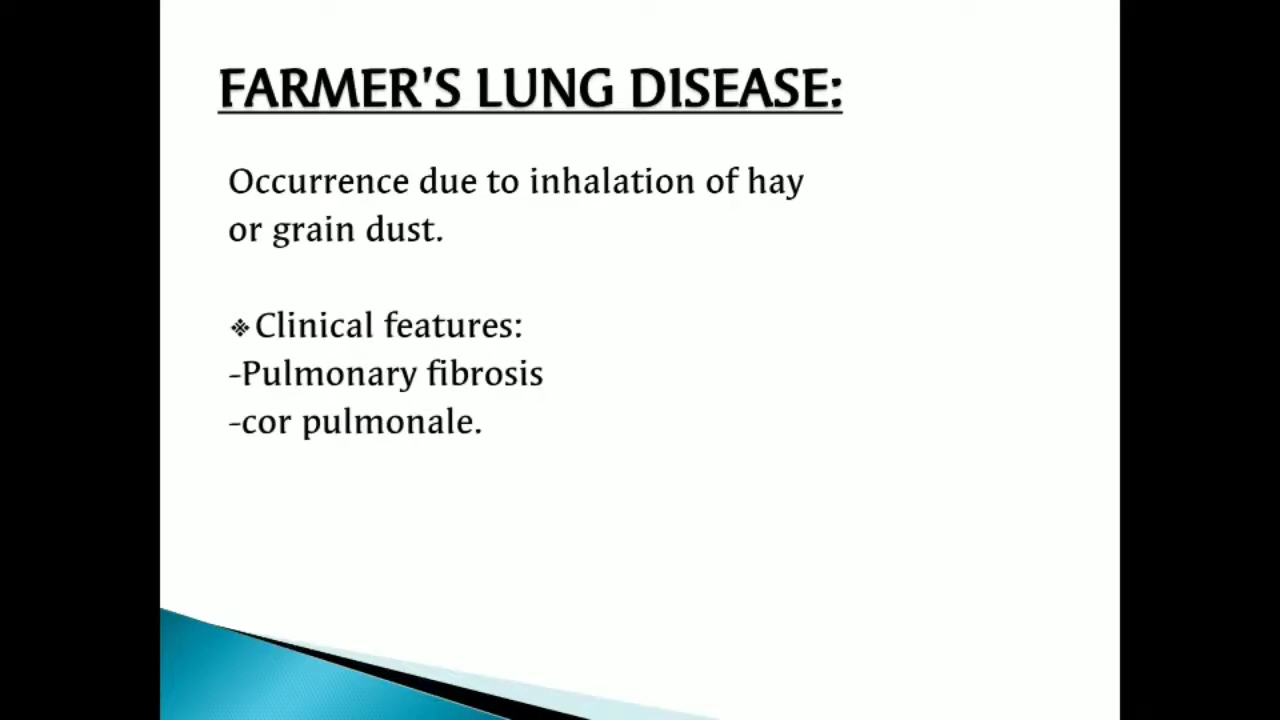 FARMER'S LUNG DISEASE:
Occurrence due to inhalation of hay
or grain dust.
❖Clinical features:
-Pulmonary fibrosis
-cor pulmonale.